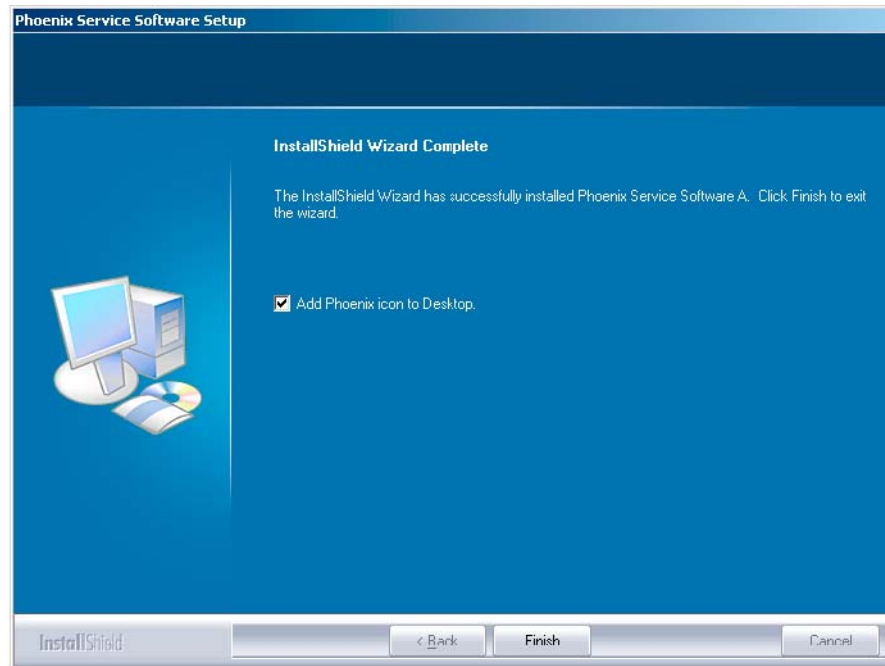 Phoenix Service Software Setup
InstallShield Wizard Complete
The InstallShield Wizard has successfully installed Phoenix Service Software A. Click Finish to exit
the wizard.
Add Phoenix icon to Desktop.
InstallShield
< Back
Finish
Cancel